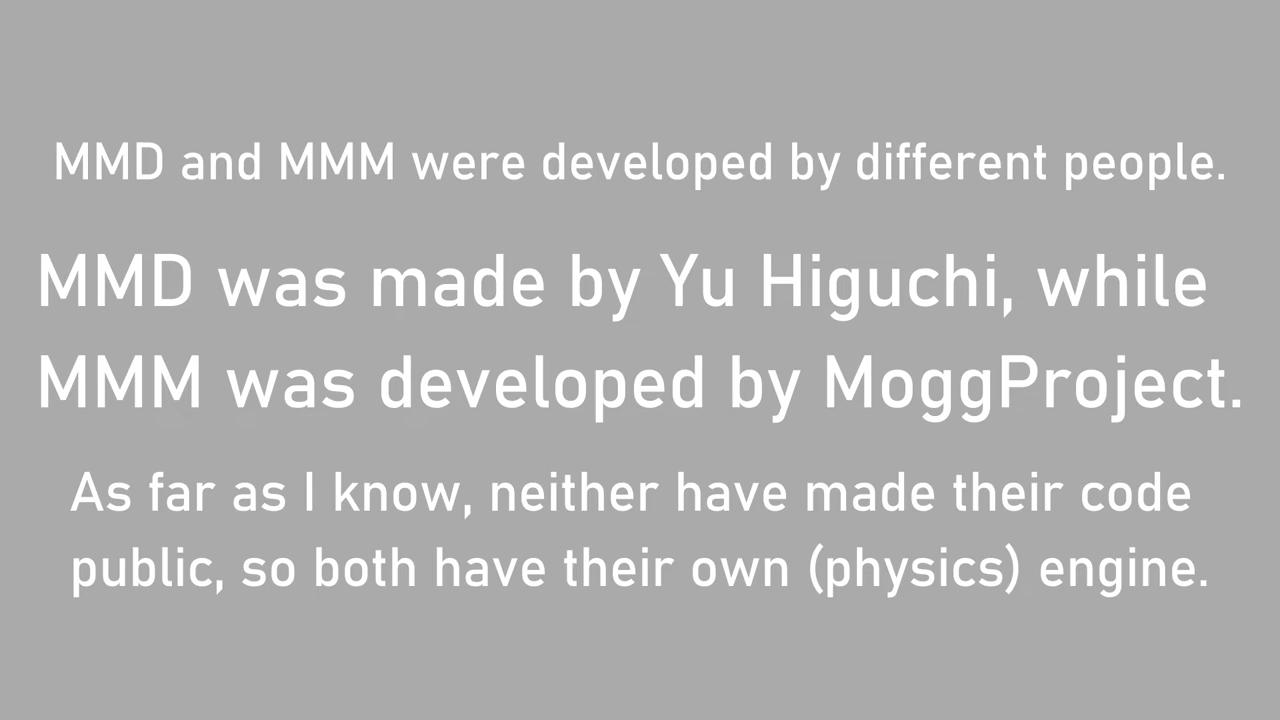 MMD and MMM were developed by different people.
MMD was made by Yu Higuchi, while
MMM was developed by MoggProject.
As far as I know, neither have made their code
public, so both have their own (physics) engine.